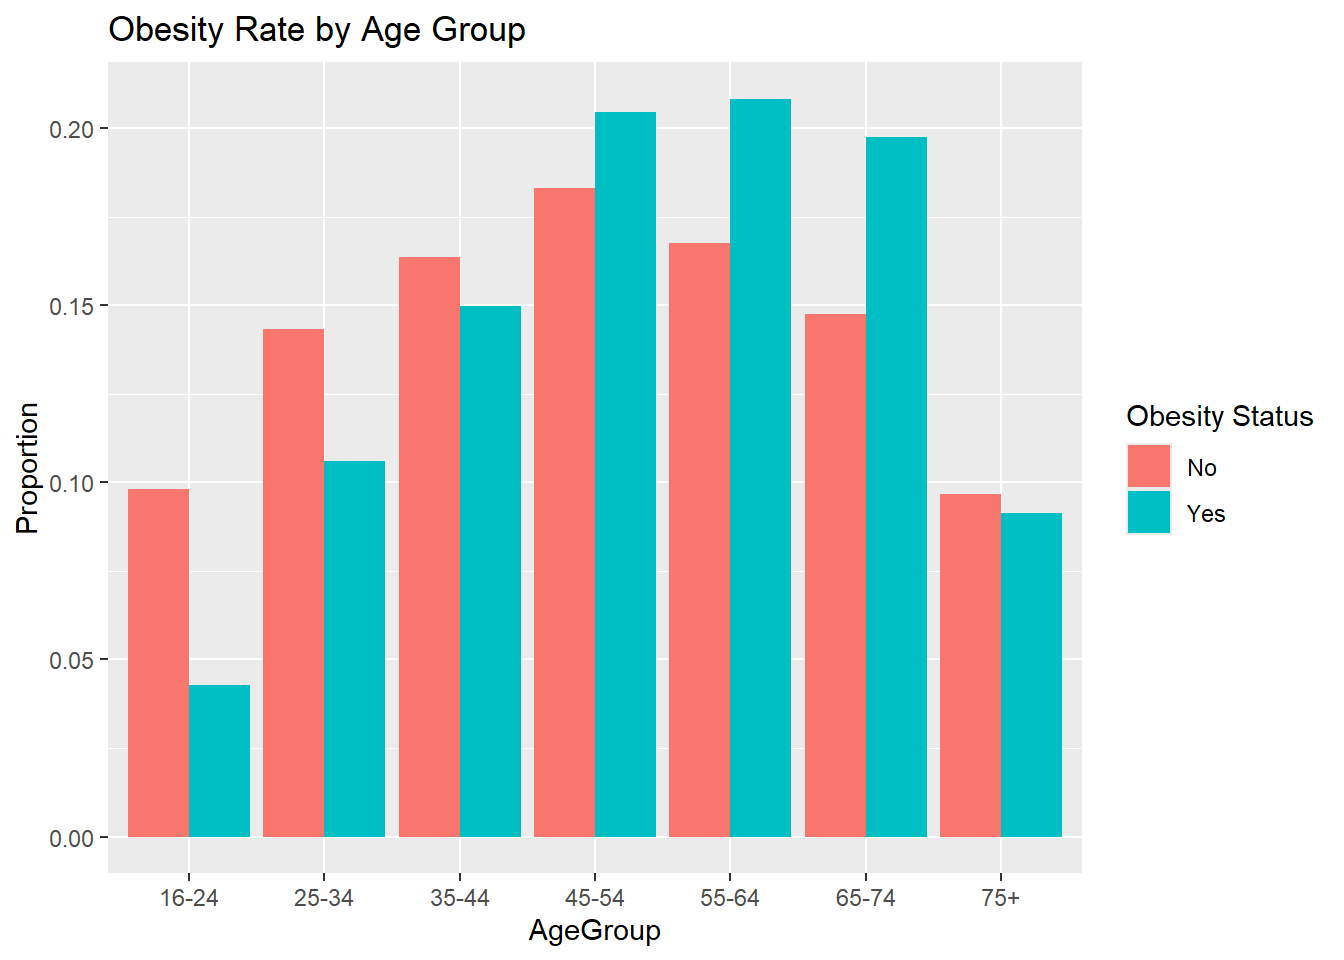 Obesity Rate by Age Group
0.20
0.15
0.10
0.05
0.00
Proportion
16-24 25-34 35-44 45-54 55-64 65-74 75+
AgeGroup
Obesity Status
No
Yes